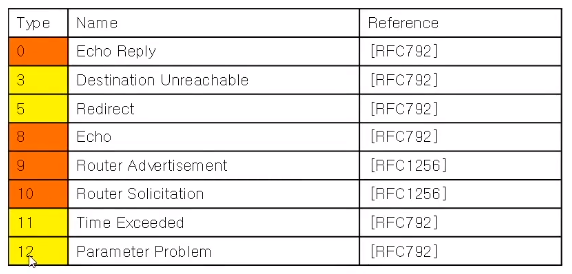 Type Name Reference
0 Echo Reply [RFC792]
3 Destination Unreachable [RFC792]
5 Redirect [RFC792]
8 Echo [RFC792]
9 Router Advertisement [RFC1256]
10 Router Solicitation [RFC1256]
11 Time Exceeded [RFC792]
12 Parameter Problem [RFC792]